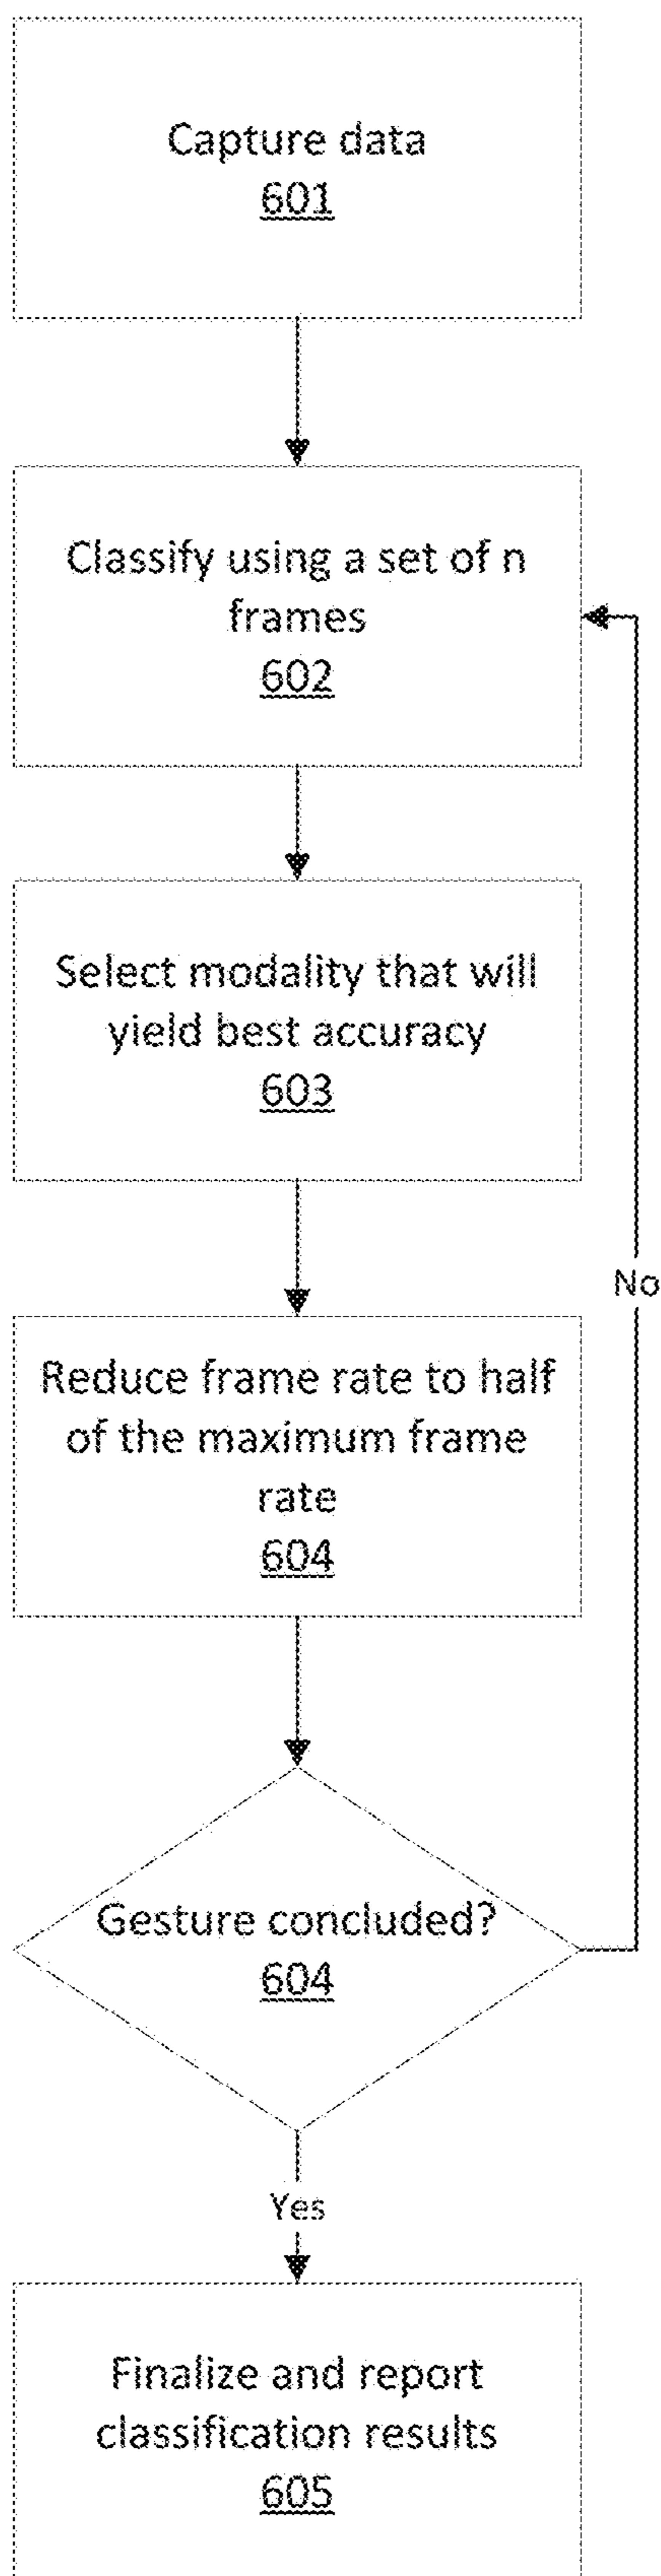 Capture data
601
Classify using a set of n
frames
602
Select modality that will
yield best accuracy
603
Reduce frame rate to half
of the maximum frame
rate
604
Gesture concluded?
604
No
Yes
Finalize and report
classification results
605